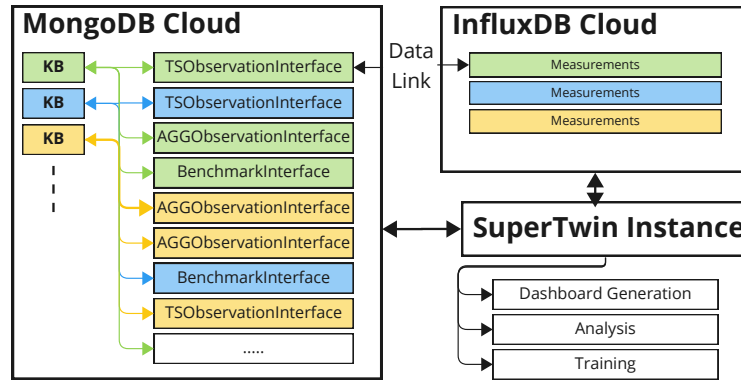 MongoDB Cloud
KB
KB
KB
TSObservationInterface
TSObservationInterface
AGGObservationInterface
BenchmarkInterface
AGGObservationInterface
AGGObservationInterface
BenchmarkInterface
TSObservationInterface
.....
Data
Link
InfluxDB Cloud
Measurements
Measurements
Measurements
SuperTwin Instance
Dashboard Generation
Analysis
Training